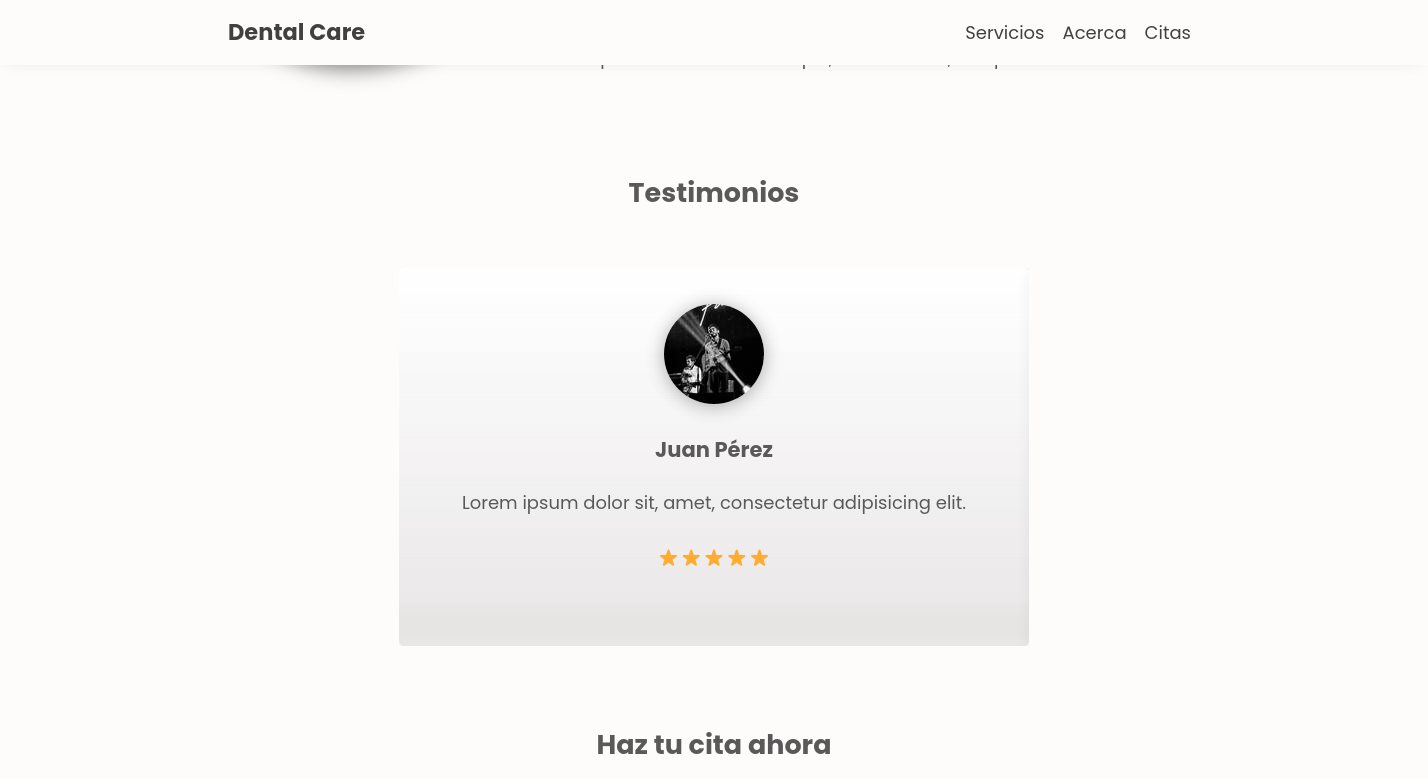 Dental Care
Servicios Acerca Citas
Testimonios
Juan Pérez
Lorem ipsum dolor sit, amet, consectetur adipisicing elit.
Haz tu cita ahora